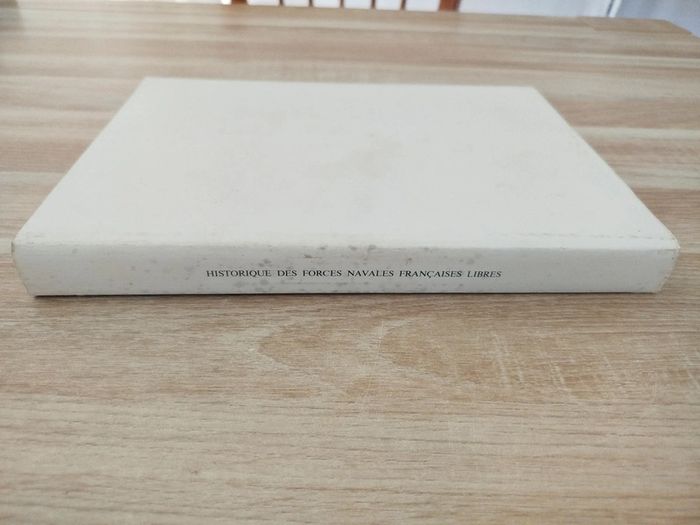 HISTORIQUE DES FORCES NAVALES FRANÇAISES LIBRES